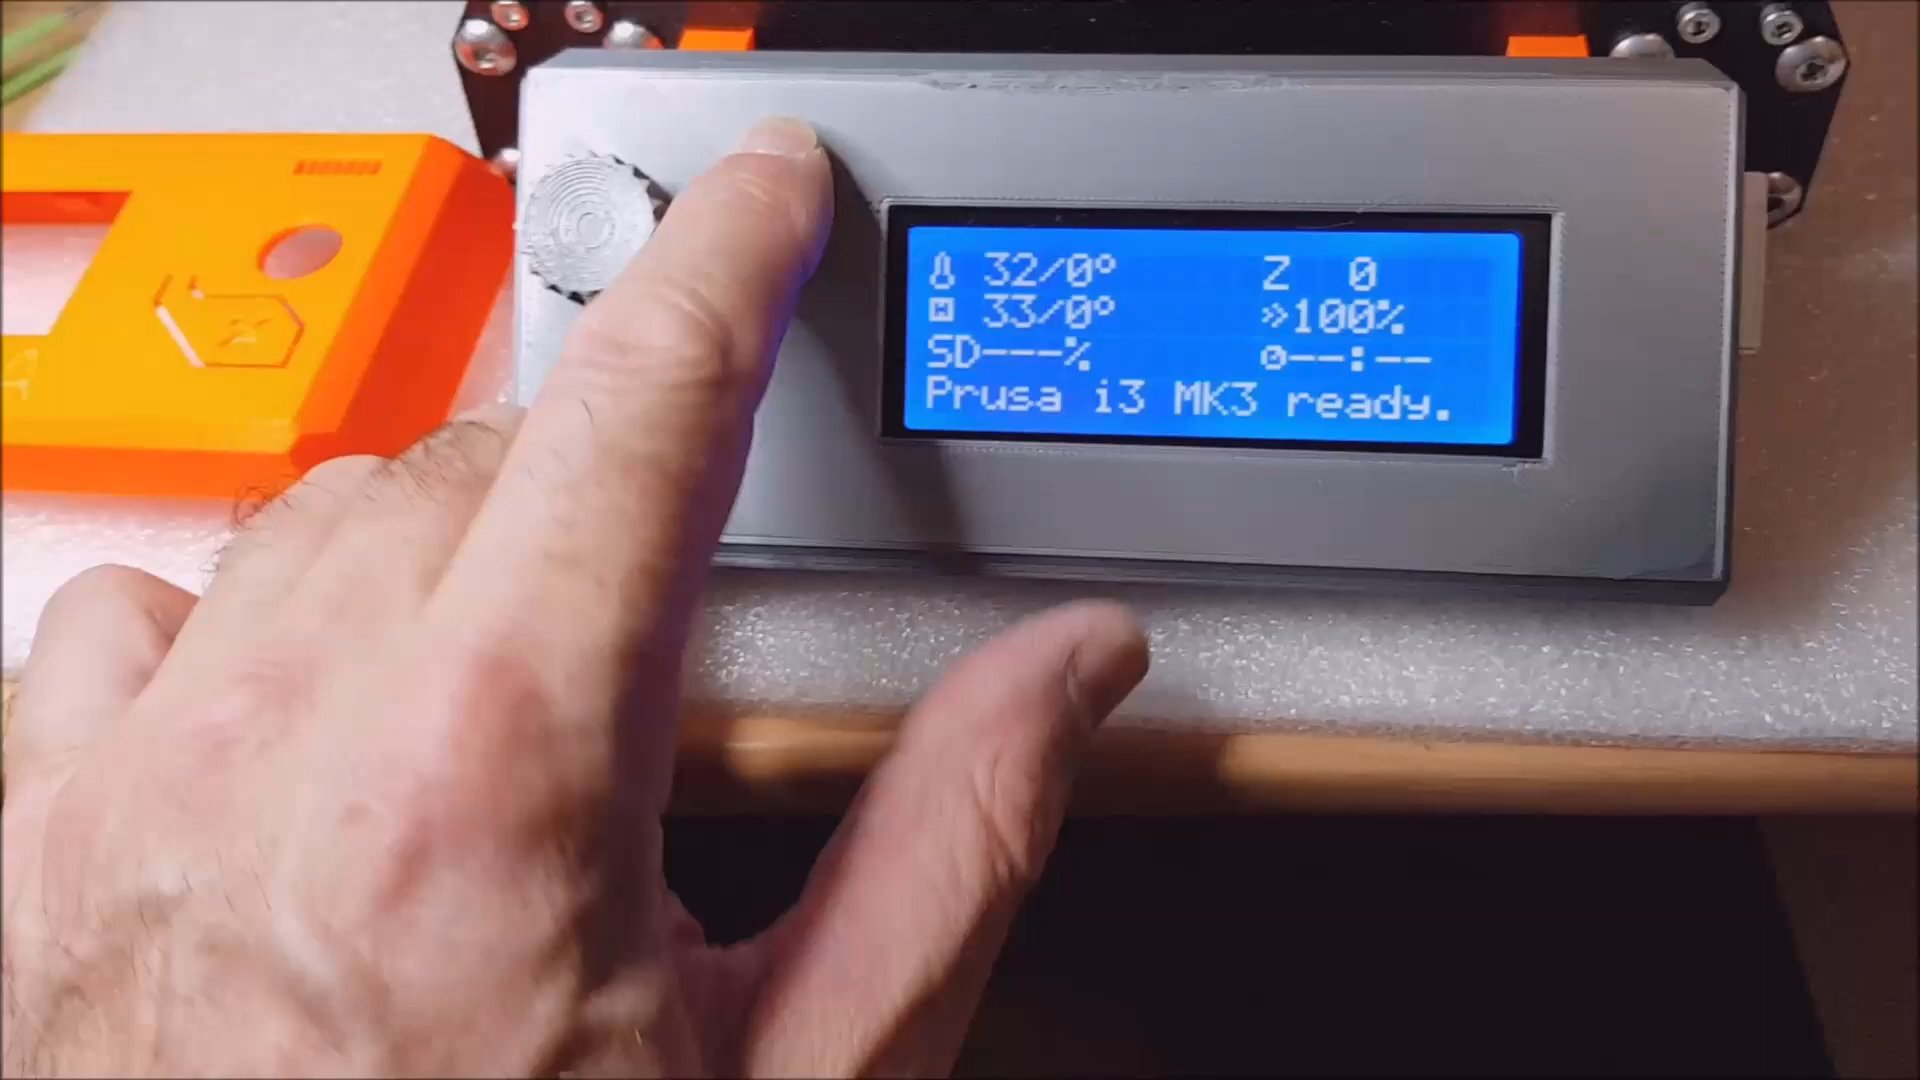 32/0° Z 0
33/0° »100%
SD---% 0--:--
Prusa i3 MK3 ready.